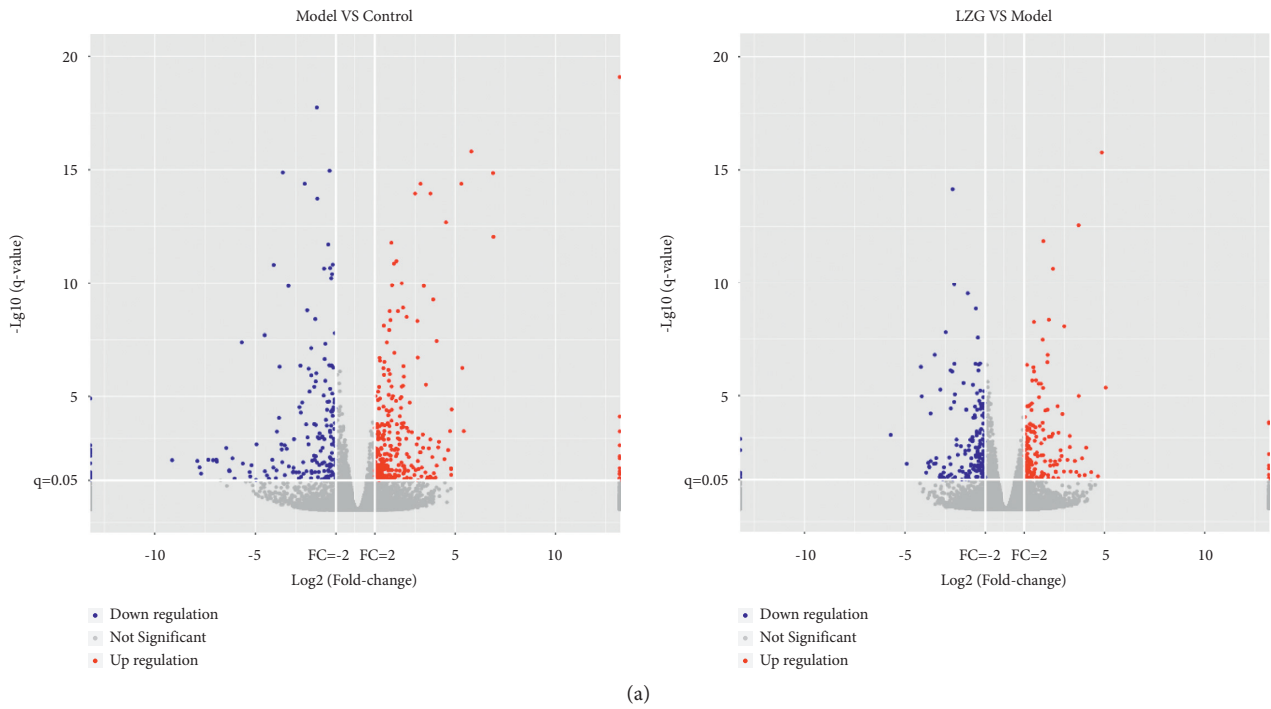 Model VS Control
20
15
10
5
q=0.05
-Lg10 (q-value)
-10
-5
FC=-2
FC=2
5
10
Log2 (Fold-change)
Down regulation
Not Significant
Up regulation
LZG VS Model
20
15
10
5
q=0.05
-Lg10 (q-value)
-10
-5
FC=-2
FC=2
5
10
Log2 (Fold-change)
Down regulation
Not Significant
Up regulation
(a)